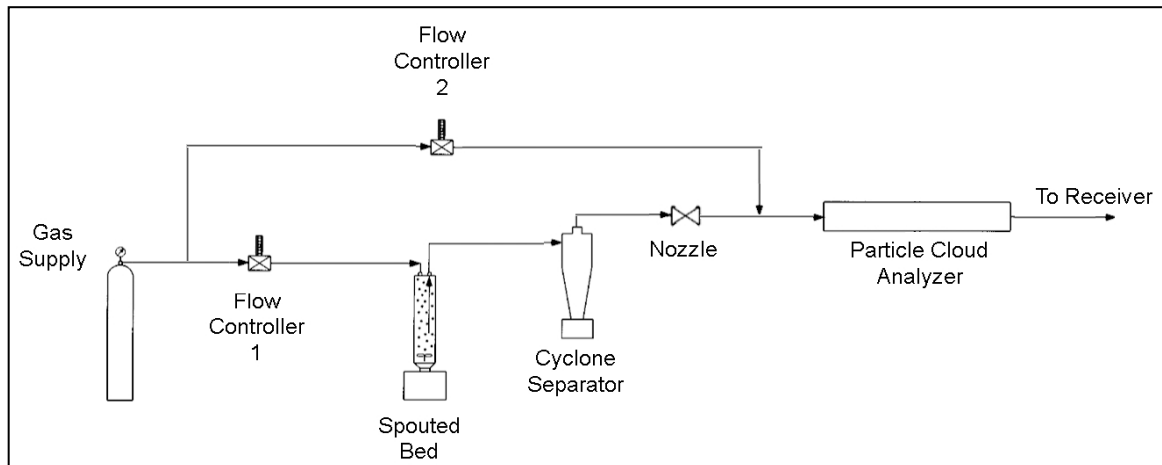 Flow
Controller
2
To Receiver
Gas
Supply
Nozzle
Particle Cloud
Analyzer
Flow
Controller
1
Cyclone
Separator
Spouted
Bed